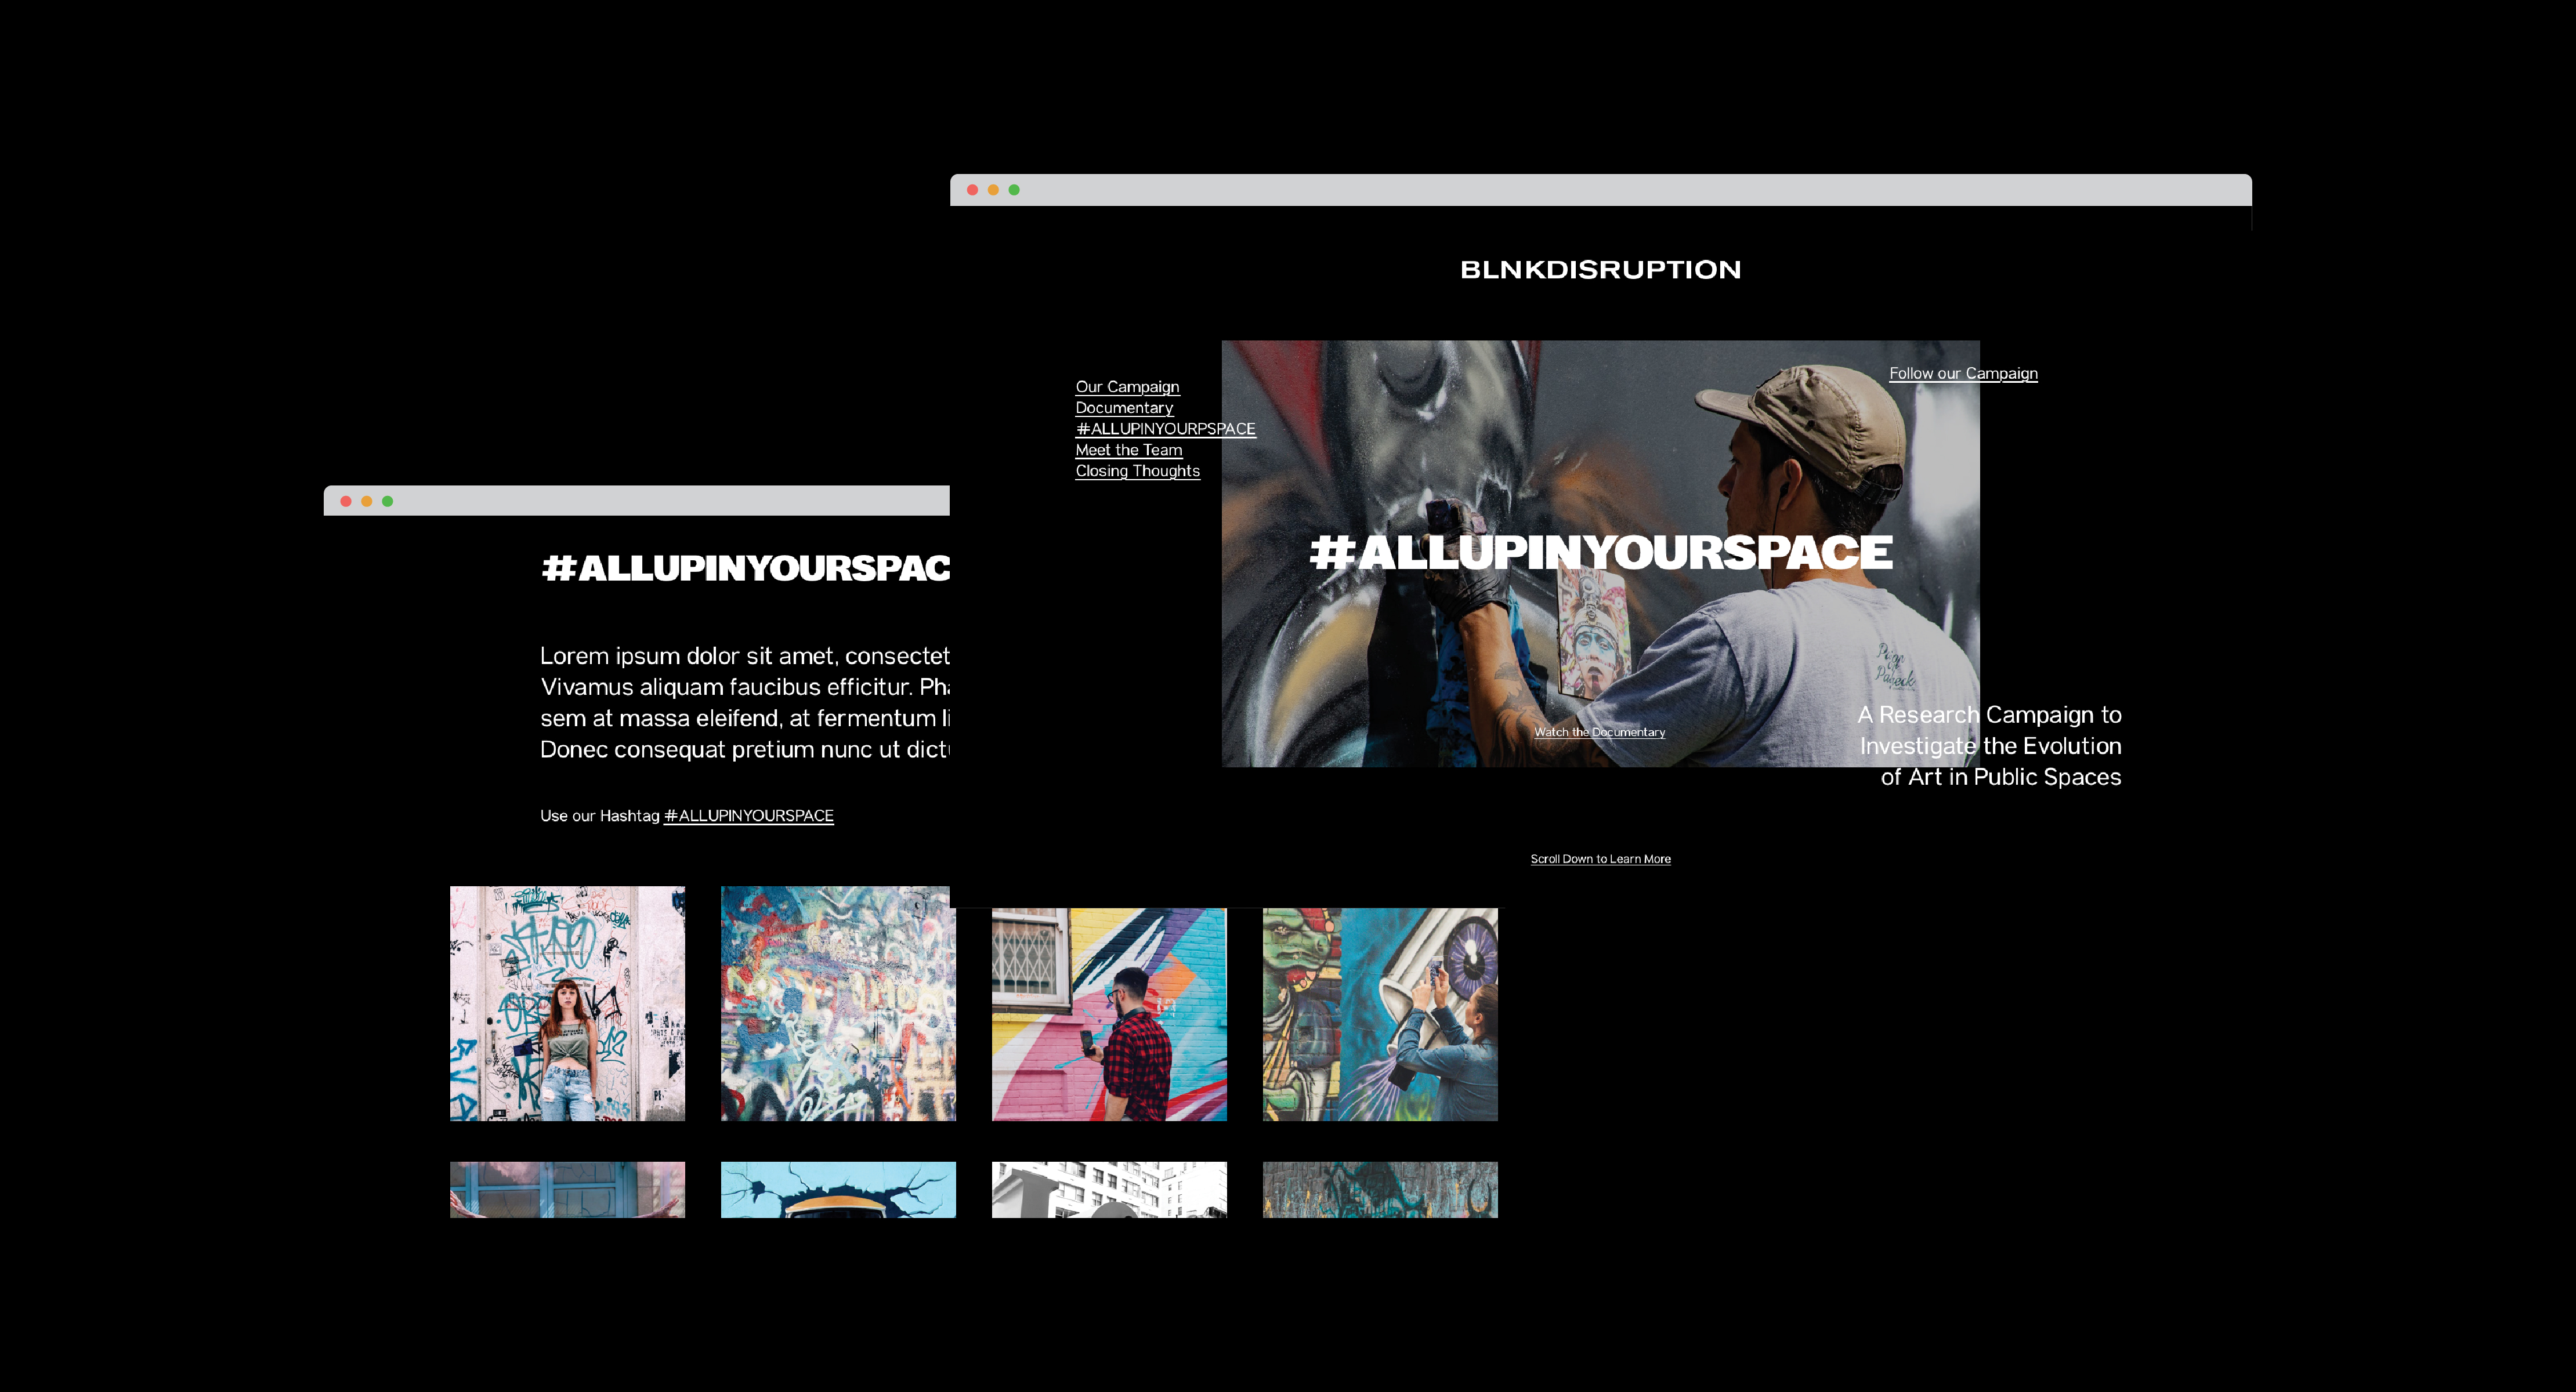 BLNKDISRUPTION
Our Campaign
Documentary
#ALLUPINYOURPSPACE
Meet the Team
Closing Thoughts
Follow our Campaign
#ALLUPINYOURSPACE
Watch the Documentary
A Research Campaign to
Investigate the Evolution
of Art in Public Spaces
Scroll Down to Learn More
#ALLUPINYOURSPAC
Lorem ipsum dolor sit amet, consectet
Vivamus aliquam faucibus efficitur. Pha
sem at massa eleifend, at fermentum li
Donec consequat pretium nunc ut dictu
Use our Hashtag #ALLUPINYOURSPACE